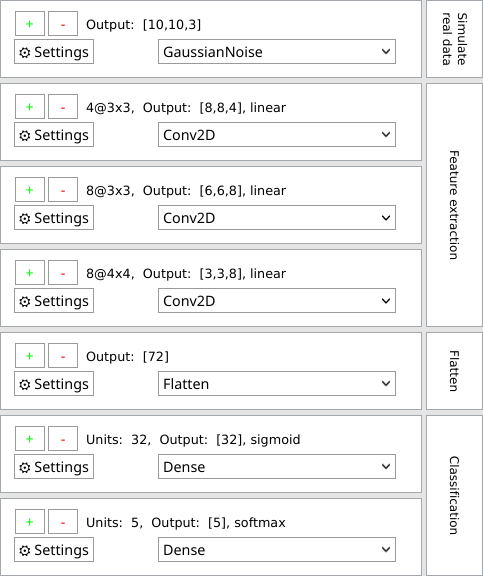 + - Output: [10,10,3]
Settings GaussianNoise
Simulate
real data
+ - 4@3x3, Output: [8,8,4], linear
Settings Conv2D
+ - 8@3x3, Output: [6,6,8], linear
Settings Conv2D
+ - 8@4x4, Output: [3,3,8], linear
Settings Conv2D
Feature extraction
+ - Output: [72]
Settings Flatten
Flatten
+ - Units: 32, Output: [32], sigmoid
Settings Dense
+ - Units: 5, Output: [5], softmax
Settings Dense
Classification